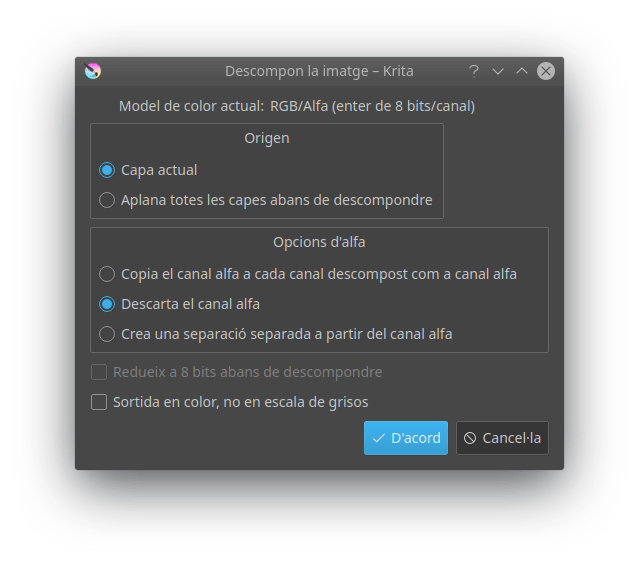 Descompon la imatge – Krita
Model de color actual: RGB/Alfa (enter de 8 bits/canal)
Origen
Capa actual
Aplana totes les capes abans de descompondre
Opcions d'alfa
Copia el canal alfa a cada canal descompost com a canal alfa
Descarta el canal alfa
Crea una separació separada a partir del canal alfa
Redueix a 8 bits abans de descompondre
Sortida en color, no en escala de grisos
D'acord
Cancel·la